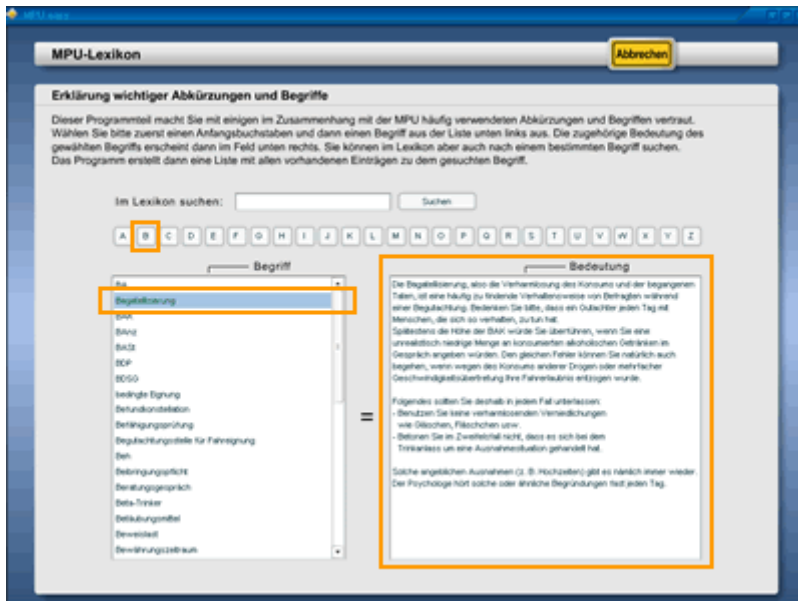 MPU-Lexikon
Abbrechen
Erklärung wichtiger Abkürzungen und Begriffe
Dieser Programmteil macht Sie mit einigen im Zusammenhang mit der MPU häufig verwendeten Abkürzungen und Begriffen vertraut.
Wählen Sie bitte zuerst einen Anfangsbuchstaben und dann einen Begriff aus der Liste unten links aus. Die zugehörige Bedeutung des
gewählten Begriffs erscheint dann im Feld unten rechts. Sie können im Lexikon aber auch nach einem bestimmten Begriff suchen.
Das Programm erstellt dann eine Liste mit allen vorhandenen Einträgen zu dem gesuchten Begriff.
Im Lexikon suchen:
Suchen
A B C D E F G H I J K L M N O P Q R S T U V W X Y Z
Begriff
BA
Bagatellisierung
BAK
BAnz
BASt
BDP
BDSG
bedingte Eignung
Befundkonstellation
Befähigungsprüfung
Begutachtungsstelle für Fahreignung
Beh
Beibringungspflicht
Beratungsgespräch
Beta-Trinker
Betäubungsmittel
Beweislast
Bewährungszeitraum
=
Bedeutung
Die Bagatellisierung, also die Verharmlosung des Konsums und der begangenen
Taten, ist eine häufig zu findende Verhaltensweise von Befragten während
einer Begutachtung. Bedenken Sie bitte, dass ein Gutachter jeden Tag mit
Menschen, die sich so verhalten, zu tun hat.
Spätestens die Höhe der BAK würde Sie überführen, wenn Sie eine
unrealistisch niedrige Menge an konsumierten alkoholischen Getränken im
Gespräch angeben würden. Den gleichen Fehler können Sie natürlich auch
begehen, wenn wegen des Konsums anderer Drogen oder mehrfacher
Geschwindigkeitsübertretung Ihre Fahrerlaubnis entzogen wurde.
Folgendes sollten Sie deshalb in jedem Fall unterlassen:
- Benutzen Sie keine verharmlosenden Verniedlichungen
wie Gläschen, Fläschchen usw.
- Betonen Sie im Zweifelsfall nicht, dass es sich bei dem
Trinkanlass um eine Ausnahmesituation gehandelt hat.
Solche angeblichen Ausnahmen (z. B. Hochzeiten) gibt es nämlich immer wieder.
Der Psychologe hört solche oder ähnliche Begründungen fast jeden Tag.